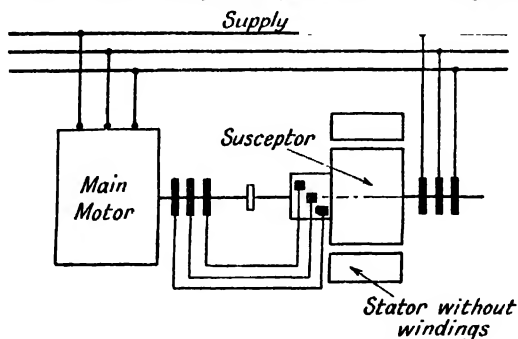 Supply
Susceptor
Main
Motor
Stator without
windings